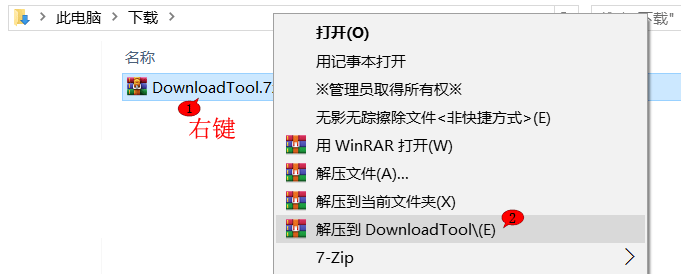 此电脑 › 下载 ›
名称
DownloadTool.7
1
右键
打开(O)
用记事本打开
※管理员取得所有权※
无影无踪擦除文件<非快捷方式>(E)
用 WinRAR 打开(W)
解压文件(A)...
解压到当前文件夹(X)
解压到 DownloadTool\(E)
2
7-Zip